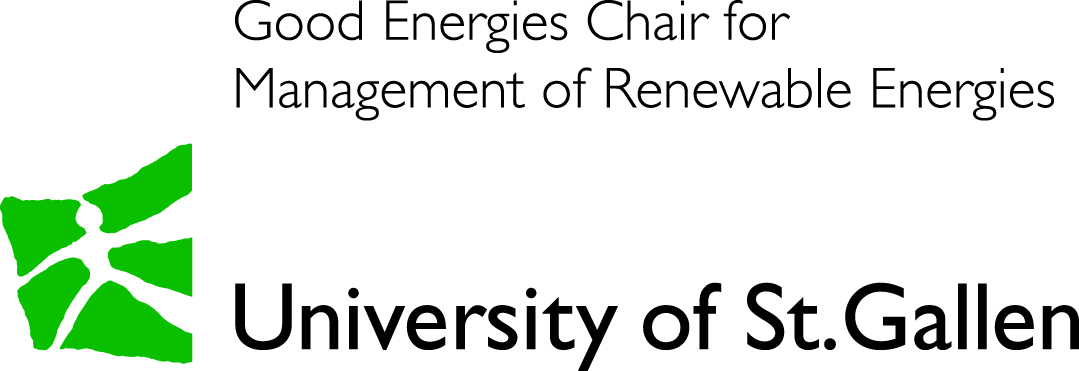 Good Energies Chair for
Management of Renewable Energies
University of St.Gallen